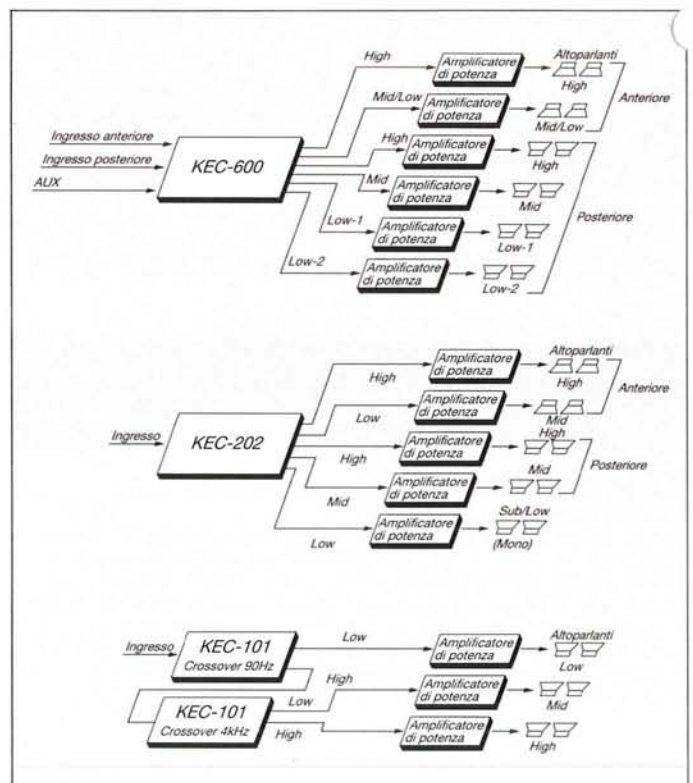 High
Amplificatore
di potenza
Altoparlanti
High
Mid/Low
Amplificatore
di potenza
Mid/Low
Anteriore
Ingresso anteriore
Ingresso posteriore
AUX
KEC-600
High
Amplificatore
di potenza
High
Mid
Amplificatore
di potenza
Mid
Low-1
Amplificatore
di potenza
Low-1
Low-2
Amplificatore
di potenza
Low-2
Posteriore
High
Amplificatore
di potenza
Altoparlanti
High
Low
Amplificatore
di potenza
Mid
Anteriore
Ingresso
KEC-202
High
Amplificatore
di potenza
High
Mid
Amplificatore
di potenza
Mid
Posteriore
Low
Amplificatore
di potenza
Sub/Low
(Mono)
Ingresso
KEC-101
Crossover 90Hz
Low
Amplificatore
di potenza
Altoparlanti
Low
KEC-101
Crossover 4kHz
Low
High
Amplificatore
di potenza
Mid
High
Amplificatore
di potenza
High